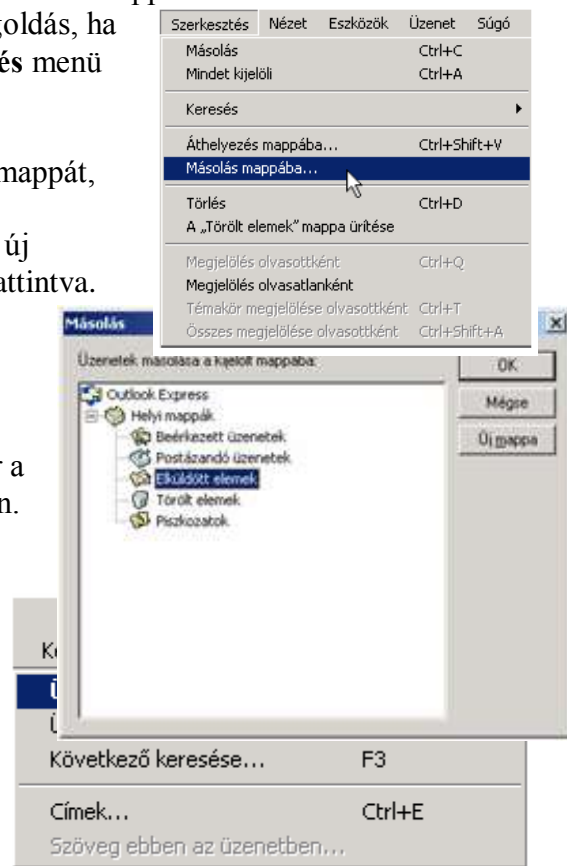 goldás, ha
és menü
mappát,
új
attintva.
r a
n.
Szerkesztés Nézet Eszközök Üzenet Súgó
Másolás Ctrl+C
Mindet kijelöli Ctrl+A
Keresés
Áthelyezés mappába... Ctrl+Shift+V
Másolás mappába...
Törlés Ctrl+D
A „Törölt elemek” mappa ürítése
Megjelölés olvasottként Ctrl+Q
Megjelölés olvasatlanként
Témakör megjelölése olvasottként Ctrl+T
Összes megjelölése olvasottként Ctrl+Shift+A
Másolás
Üzenetek másolása a kijelölt mappába:
OK
Mégse
Új mappa
Outlook Express
Helyi mappák
Beérkezett üzenetek
Postázandó üzenetek
Elküldött elemek
Törölt elemek
Piszkozatok
Következő keresése... F3
Címek... Ctrl+E
Szöveg ebben az üzenetben...